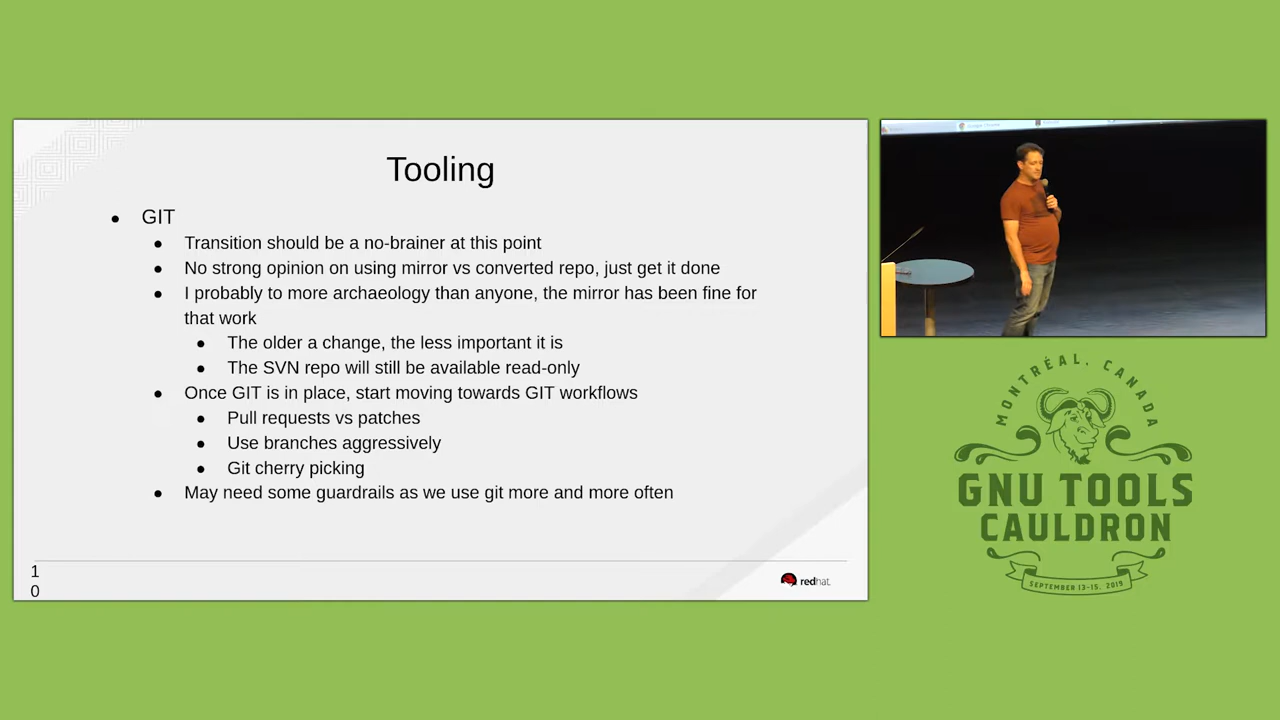 Tooling
GIT
Transition should be a no-brainer at this point
No strong opinion on using mirror vs converted repo, just get it done
I probably to more archaeology than anyone, the mirror has been fine for
that work
The older a change, the less important it is
The SVN repo will still be available read-only
Once GIT is in place, start moving towards GIT workflows
Pull requests vs patches
Use branches aggressively
Git cherry picking
May need some guardrails as we use git more and more often
1
0
redhat.
MONTRÉAL, CANADA
GNU TOOLS
CAULDRON
SEPTEMBER 13-15, 2019